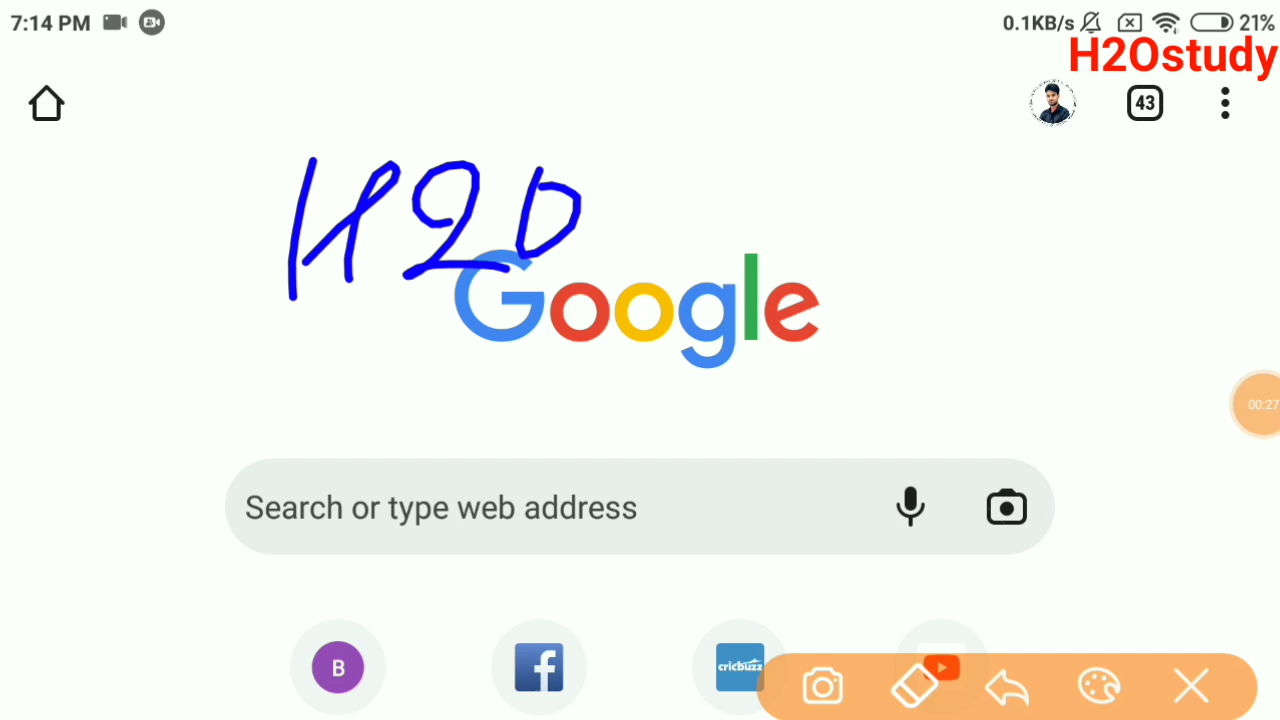 7:14 PM 0.1KB/s 21%
H2Ostudy
43
H2O
Google
00:27
Search or type web address
B f cricbuzz